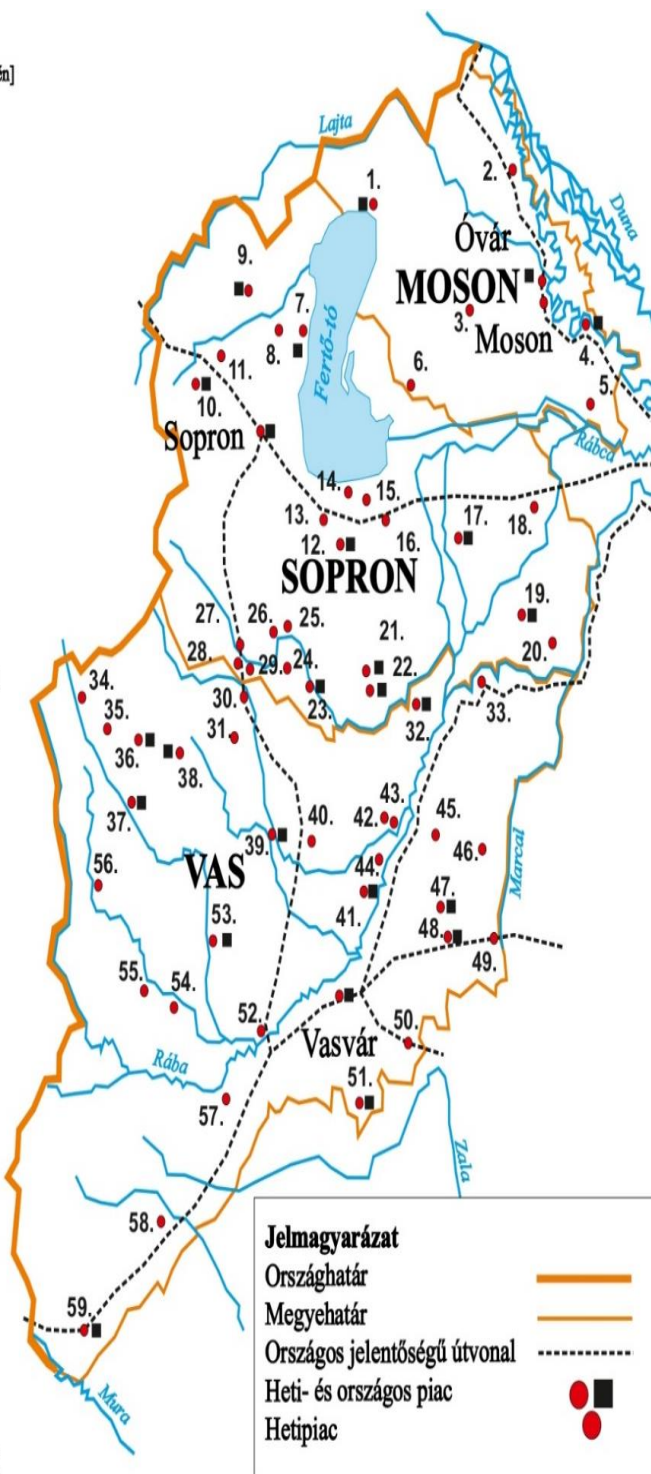 én]
Lajta
1.
2.
Duna
Óvár
9.
MOSON
7.
3.
Moson
8.
Fertő-tó
4.
11.
6.
5.
10.
Sopron
Rábca
14.
15.
13.
17.
18.
12.
16.
SOPRON
19.
27.
26.
25.
21.
20.
28.
29.
24.
22.
34.
30.
23.
32.
33.
35.
31.
36.
38.
43.
37.
40.
42.
45.
39.
46.
Marcal
56.
VAS
44.
47.
53.
41.
48.
49.
55.
54.
52.
50.
Vasvár
Rába
51.
57.
Zala
58.
59.
Mura
Jelmagyarázat
Országhatár
Megyehatár
Országos jelentőségű útvonal
Heti- és országos piac
Hetipiac